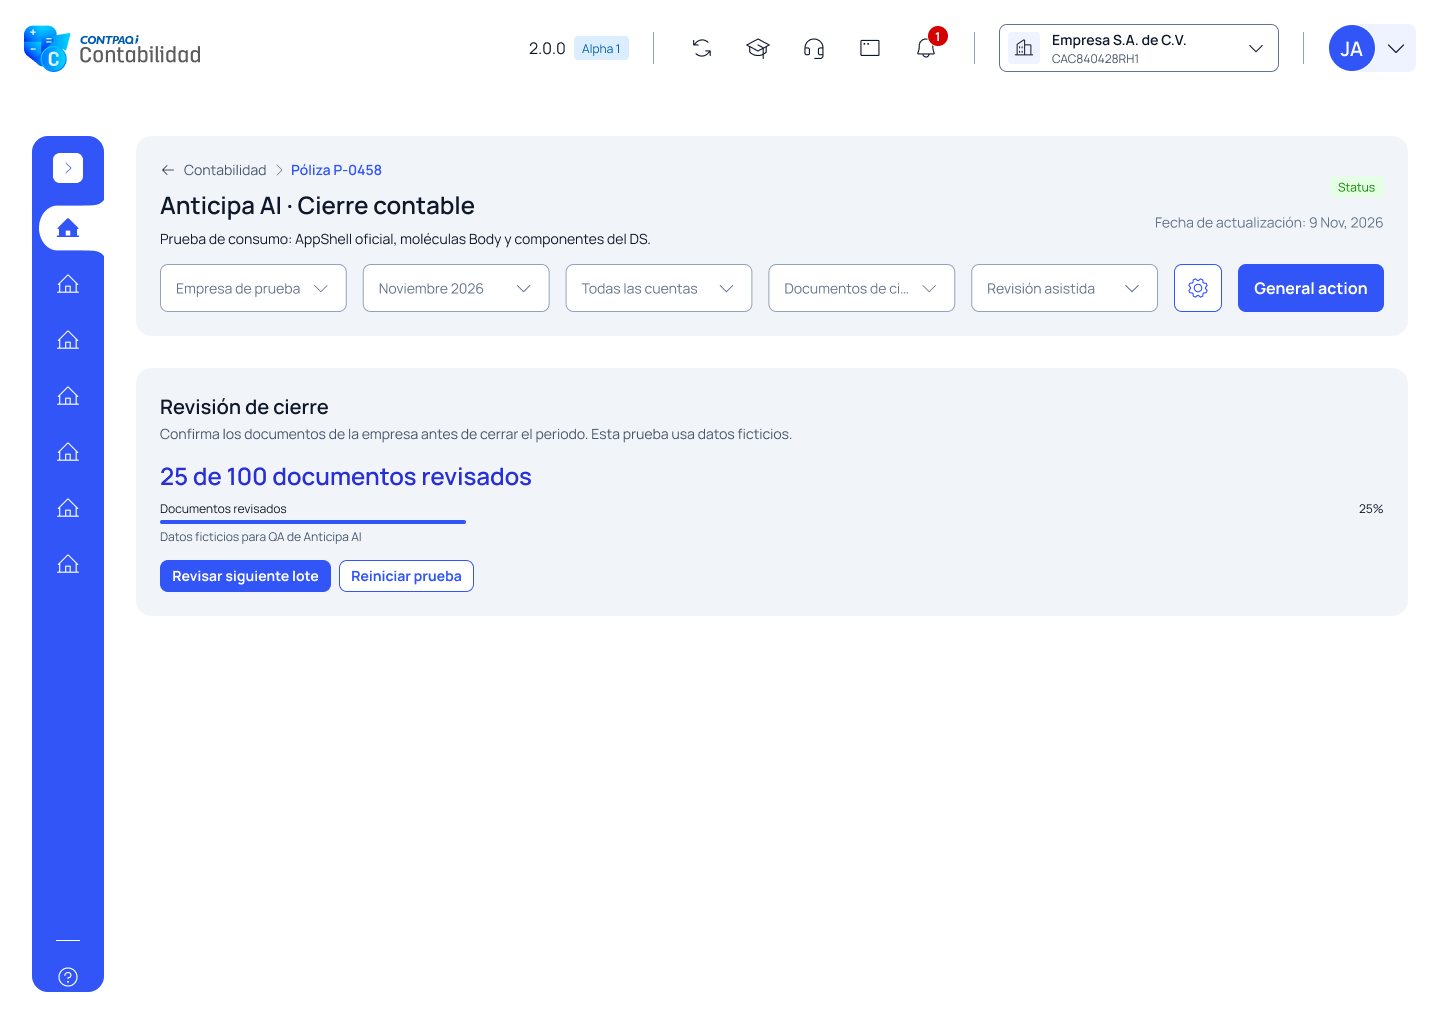 CONTPAQi
Contabilidad
C
2.0.0
Alpha 1
1
Empresa S.A. de C.V.
CAC840428RH1
JA
Contabilidad
Póliza P-0458
Anticipa AI · Cierre contable
Prueba de consumo: AppShell oficial, moléculas Body y componentes del DS.
Status
Fecha de actualización: 9 Nov, 2026
Empresa de prueba
Noviembre 2026
Todas las cuentas
Documentos de ci...
Revisión asistida
General action
Revisión de cierre
Confirma los documentos de la empresa antes de cerrar el periodo. Esta prueba usa datos ficticios.
25 de 100 documentos revisados
Documentos revisados
25%
Datos ficticios para QA de Anticipa AI
Revisar siguiente lote
Reiniciar prueba